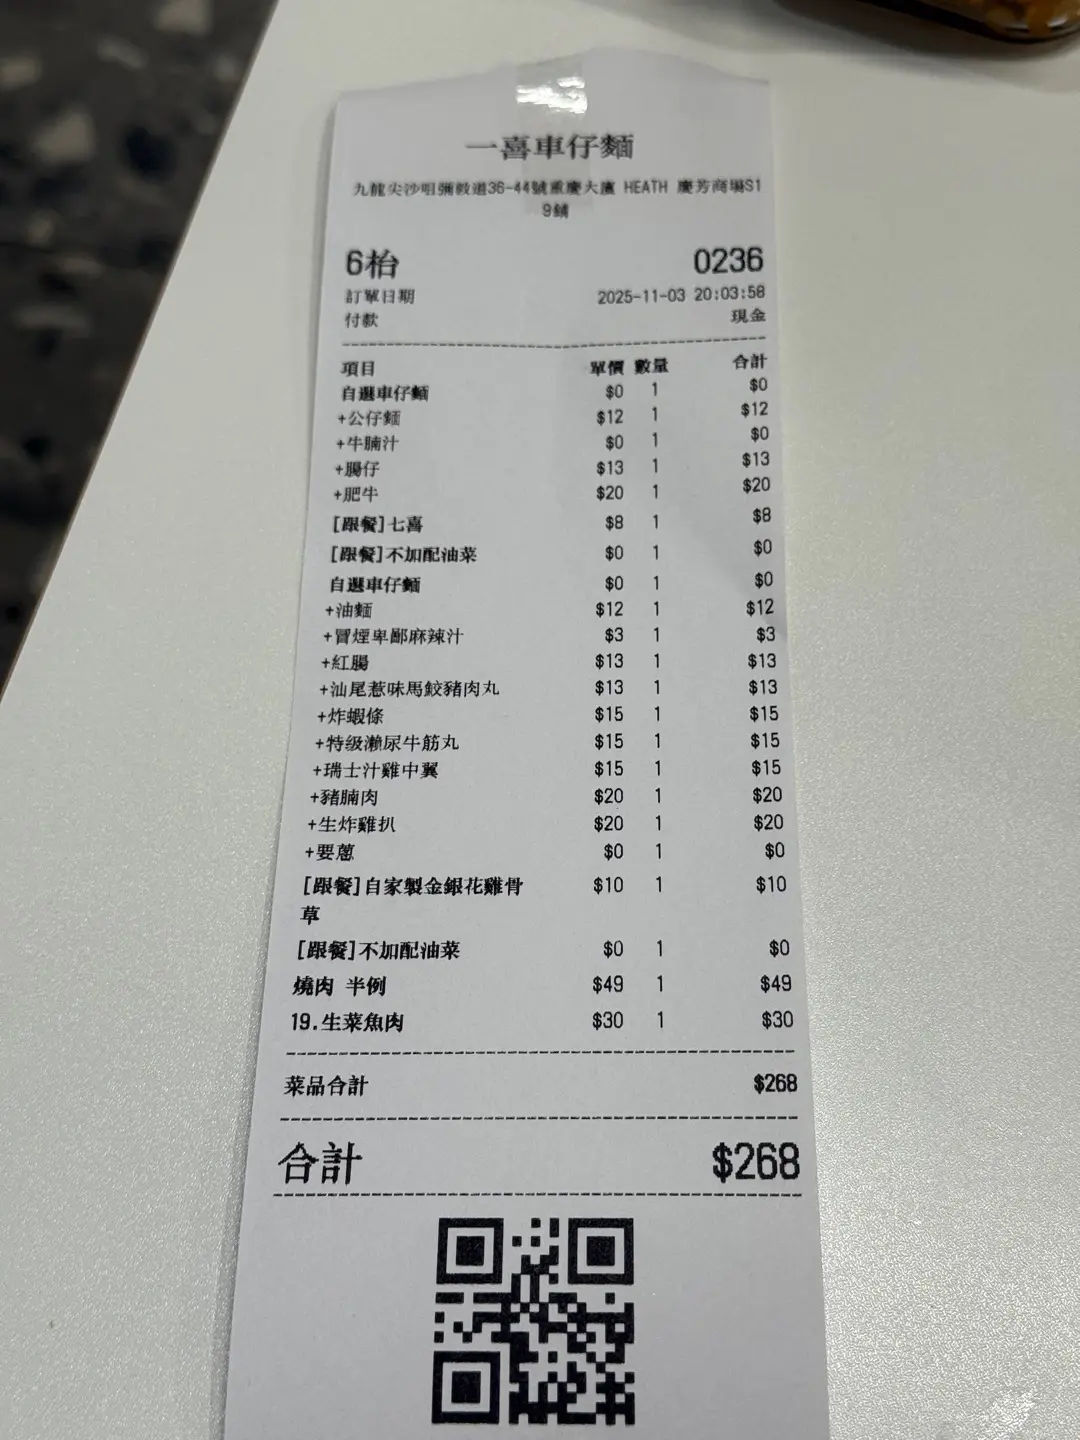 一喜車仔麵
九龍尖沙咀彌敦道36-44號重慶大廈 HEATH 慶芳商場S1
9鋪
6枱 0236
訂單日期 2025-11-03 20:03:58
付款 現金
項目 單價 數量 合計
自選車仔麵 $0 1 $0
+公仔麵 $12 1 $12
+牛腩汁 $0 1 $0
+腸仔 $13 1 $13
+肥牛 $20 1 $20
[跟餐]七喜 $8 1 $8
[跟餐]不加配油菜 $0 1 $0
自選車仔麵 $0 1 $0
+油麵 $12 1 $12
+冒煙卑鄙麻辣汁 $3 1 $3
+紅腸 $13 1 $13
+汕尾惹味馬鮫豬肉丸 $13 1 $13
+炸蝦條 $15 1 $15
+特级瀨尿牛筋丸 $15 1 $15
+瑞士汁雞中翼 $15 1 $15
+豬腩肉 $20 1 $20
+生炸雞扒 $20 1 $20
+要蔥 $0 1 $0
[跟餐]自家製金銀花雞骨 $10 1 $10
草
[跟餐]不加配油菜 $0 1 $0
燒肉 半例 $49 1 $49
19.生菜魚肉 $30 1 $30
菜品合計 $268
合計 $268